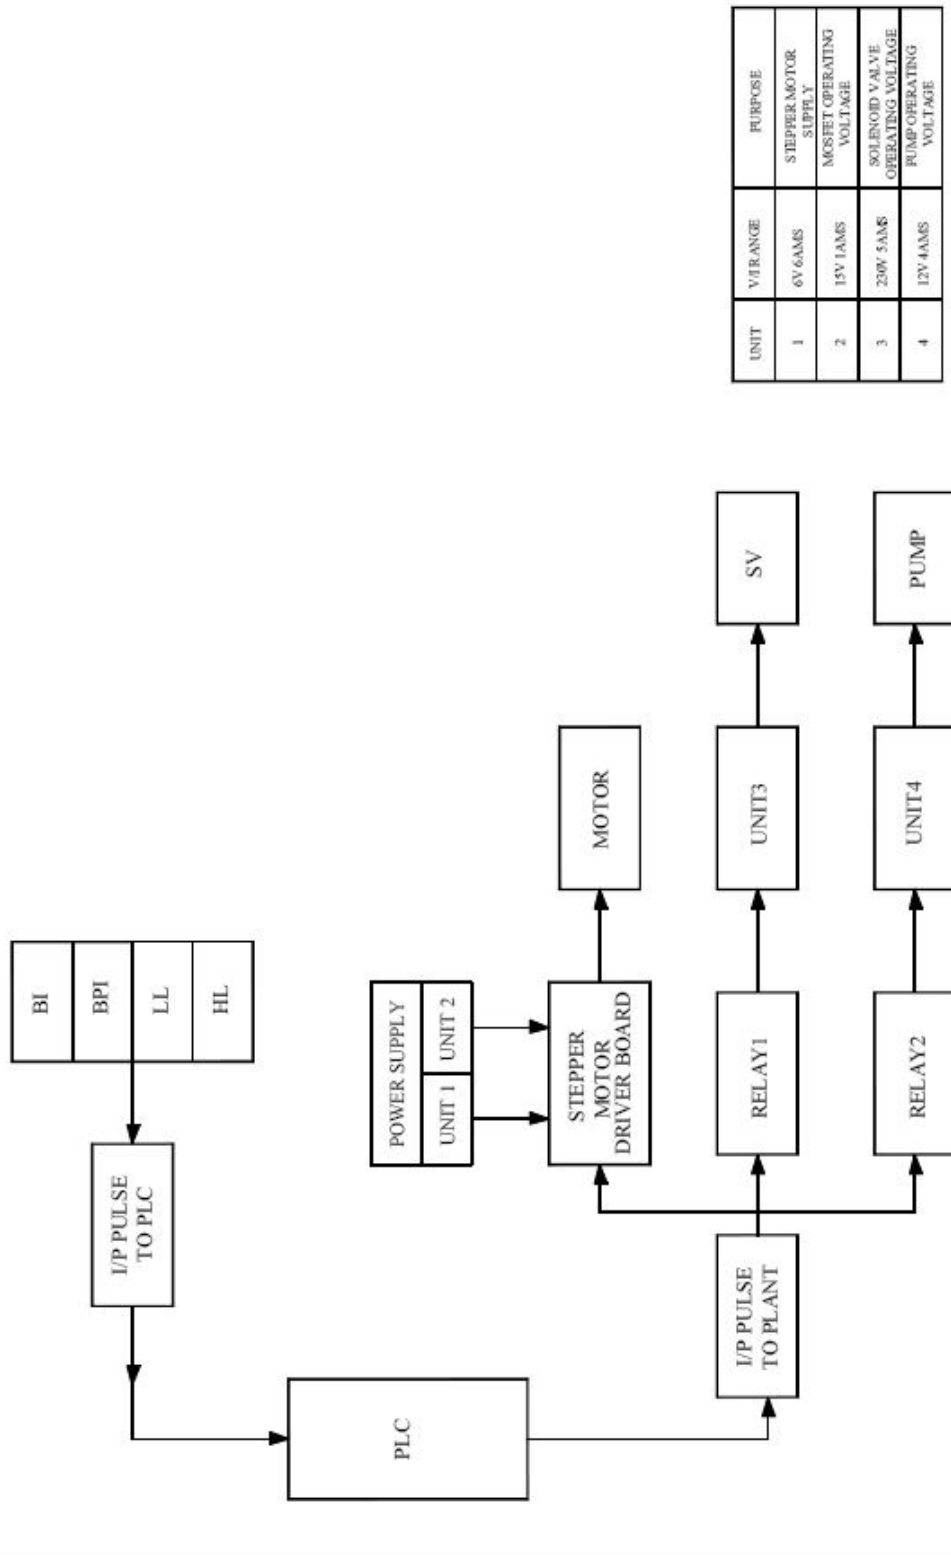 BI
BPI
LL
HL
I/P PULSE
TO PLC
PLC
I/P PULSE
TO PLANT
POWER SUPPLY
UNIT 1
UNIT 2
STEPPER
MOTOR
DRIVER BOARD
MOTOR
RELAY1
UNIT3
SV
RELAY2
UNIT4
PUMP
UNIT V/I RANGE PURPOSE
1 6V 6AMS STEPPER MOTOR
SUPPLY
2 15V 1AMS MOSFET OPERATING
VOLTAGE
3 230V 5AMS SOLENOID VALVE
OPERATING VOLTAGE
4 12V 4AMS PUMP OPERATING
VOLTAGE